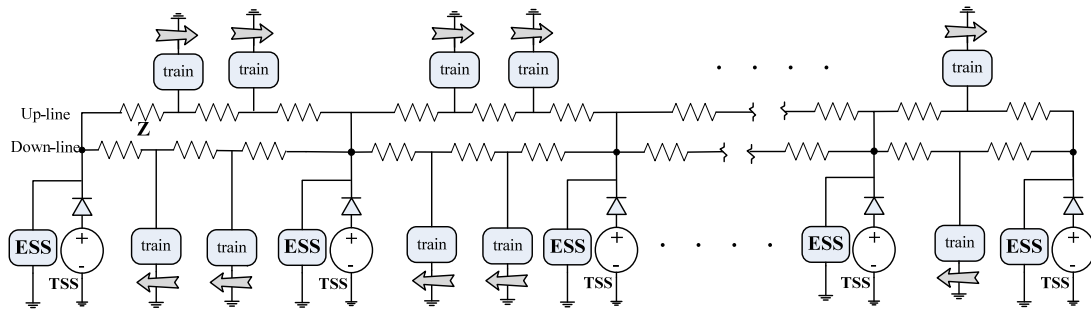 train
train
train
train
train
Up-line
Z
Down-line
ESS
train
train
ESS
train
train
ESS
ESS
train
ESS
+
-
TSS
+
-
TSS
+
-
TSS
+
-
TSS
+
-
TSS